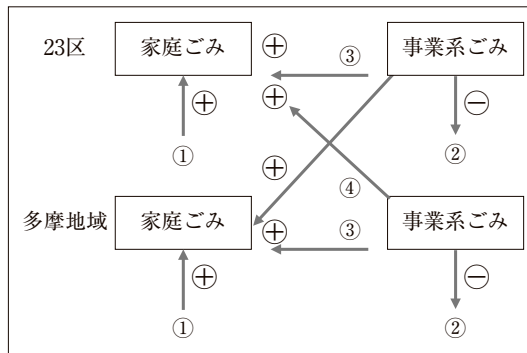 23区 家庭ごみ ⊕ ③ 事業系ごみ
⊕ ⊕ ⊖
① ②
⊕ ④
多摩地域 家庭ごみ ⊕ ③ 事業系ごみ
⊕ ⊖
① ②